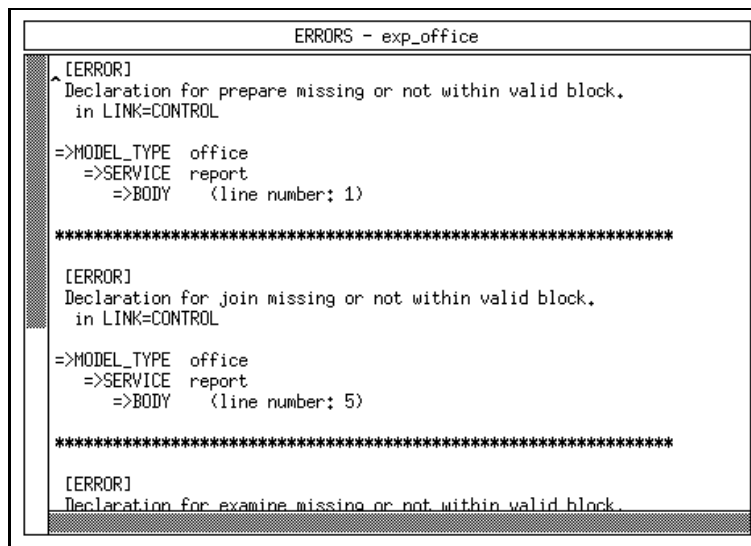 ERRORS - exp_office
[ERROR]
Declaration for prepare missing or not within valid block.
in LINK=CONTROL
=>MODEL_TYPE office
=>SERVICE report
=>BODY (line number: 1)
****************************************************************
[ERROR]
Declaration for join missing or not within valid block.
in LINK=CONTROL
=>MODEL_TYPE office
=>SERVICE report
=>BODY (line number: 5)
****************************************************************
[ERROR]
Declaration for examine missing or not within valid block.